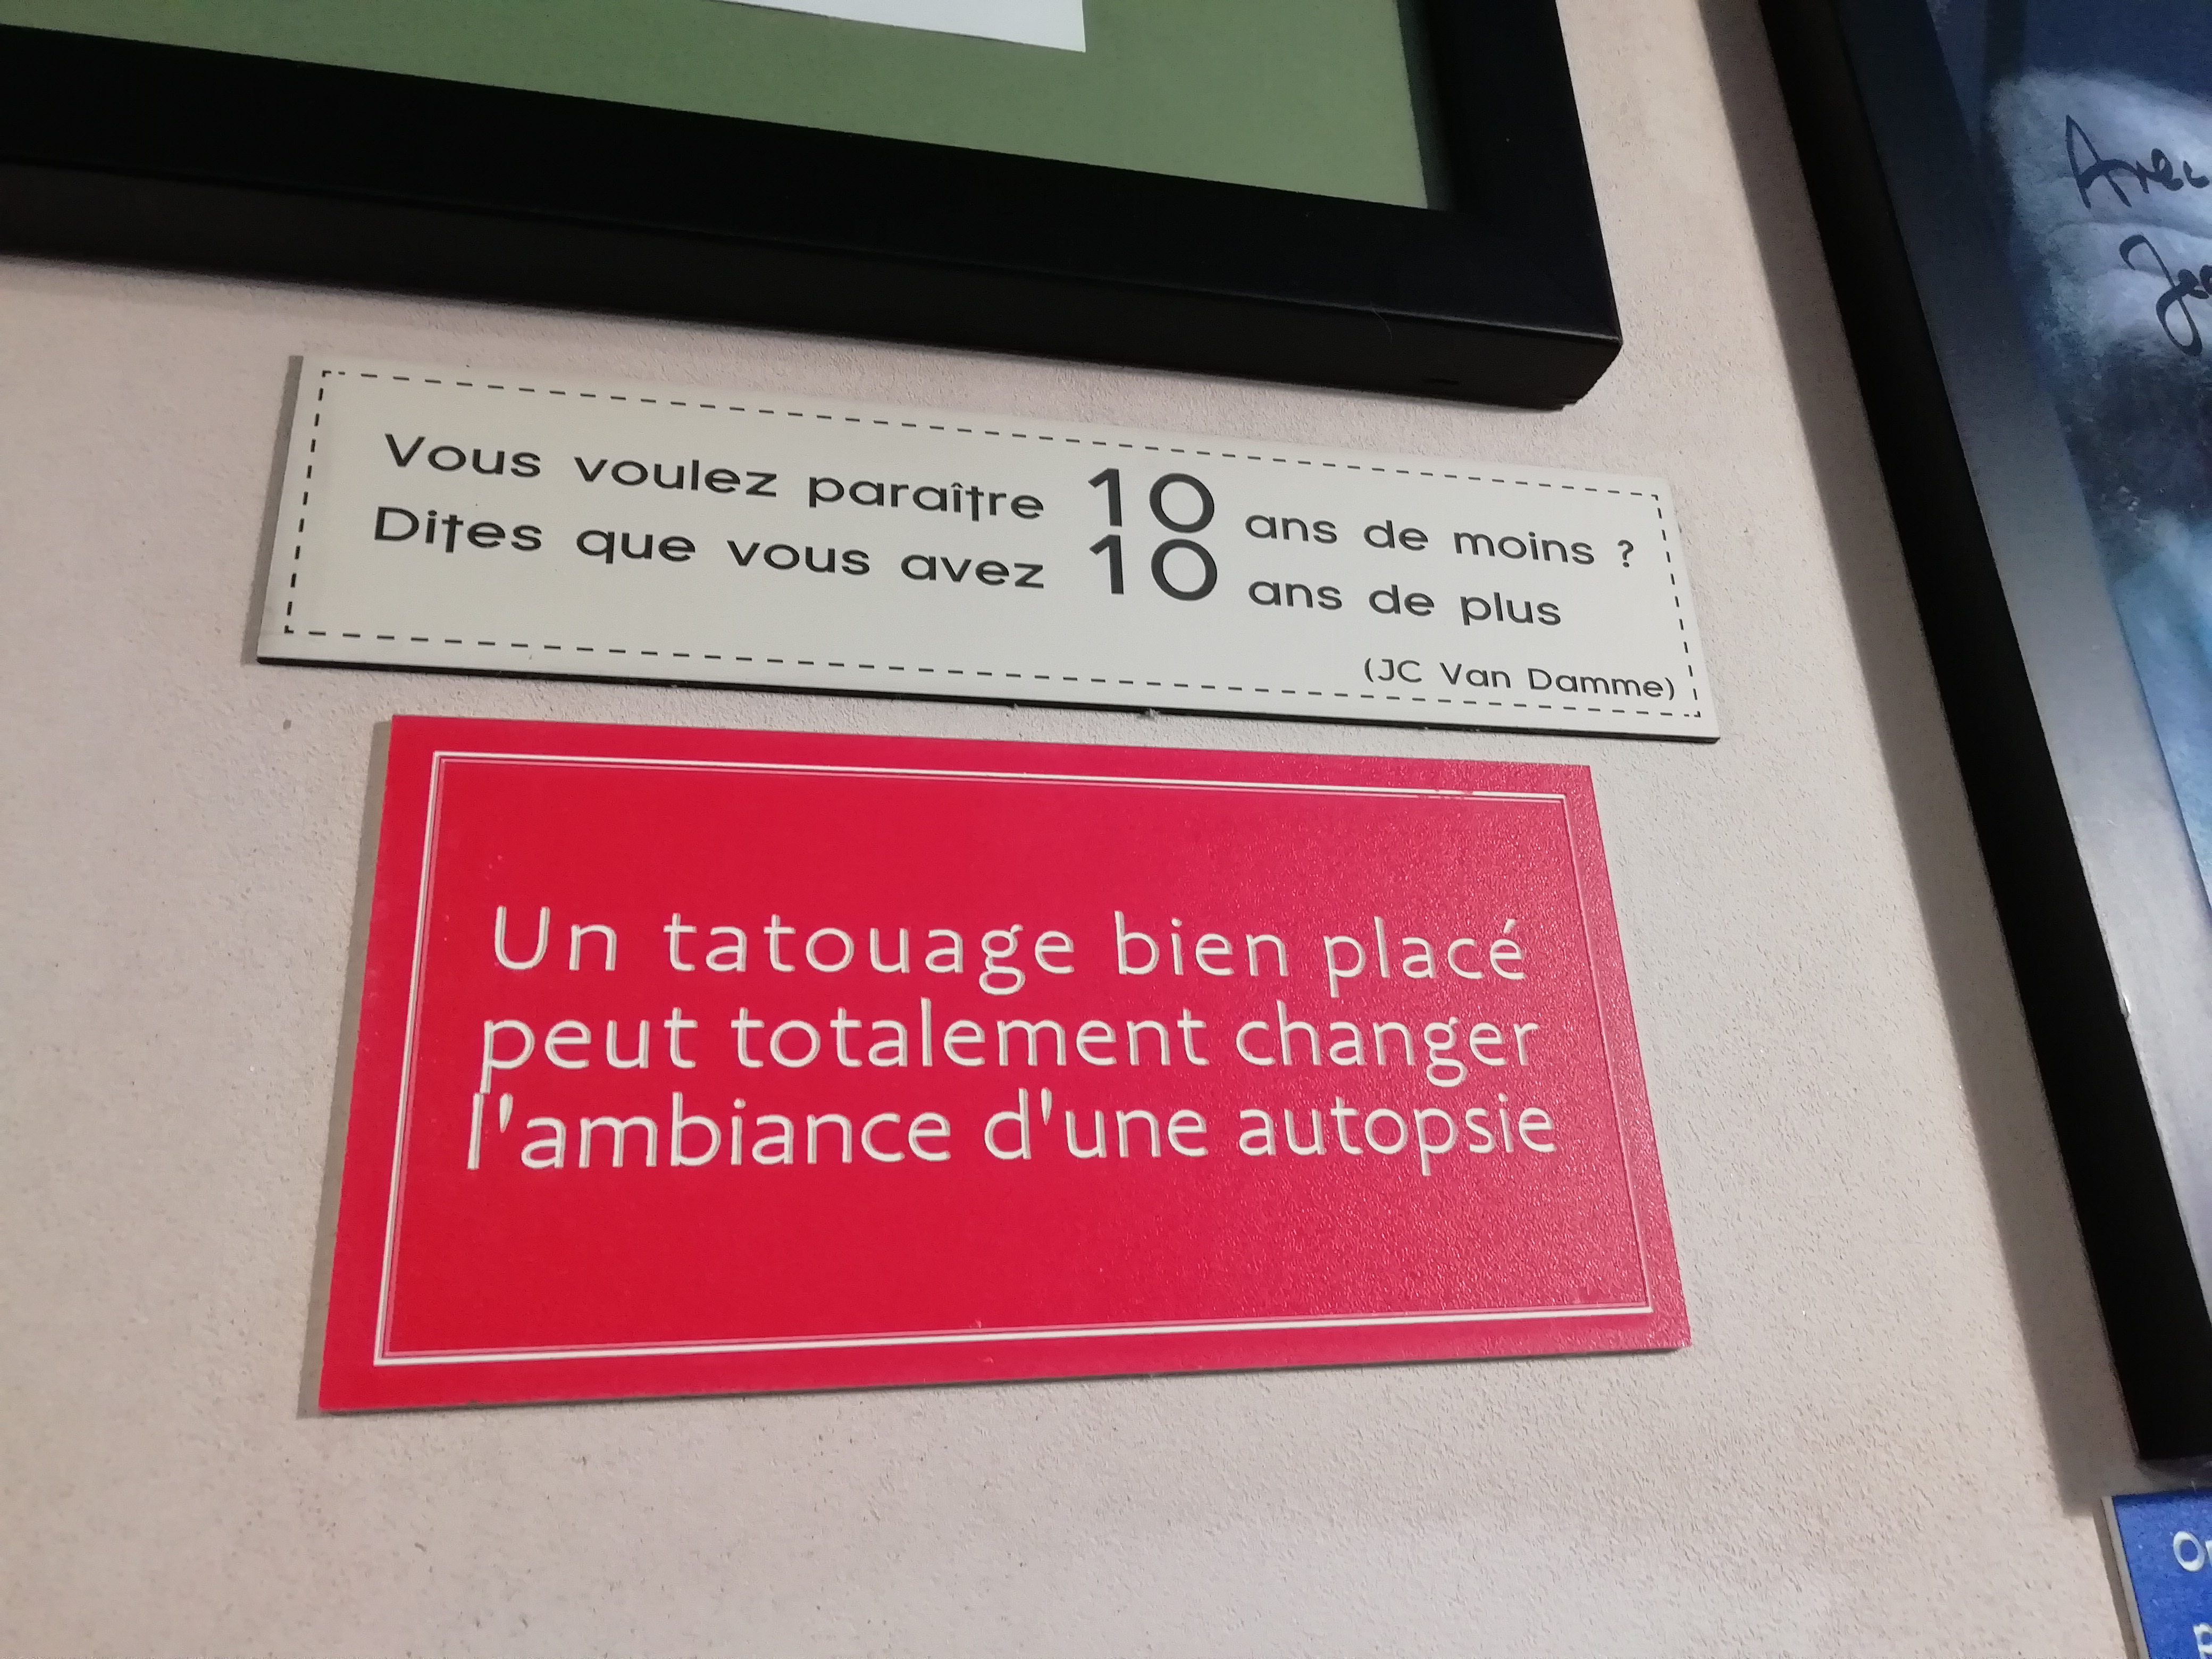 Avec
Vous voulez paraître 10 ans de moins ?
Dites que vous avez 10 ans de plus
(JC Van Damme)
Un tatouage bien placé
peut totalement changer
l'ambiance d'une autopsie